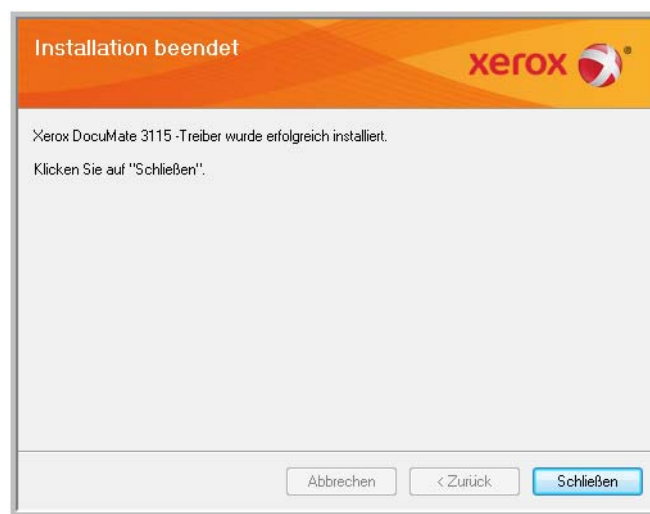 Installation beendet
xerox
Xerox DocuMate 3115 -Treiber wurde erfolgreich installiert.
Klicken Sie auf "Schließen".
Abbrechen
< Zurück
Schließen